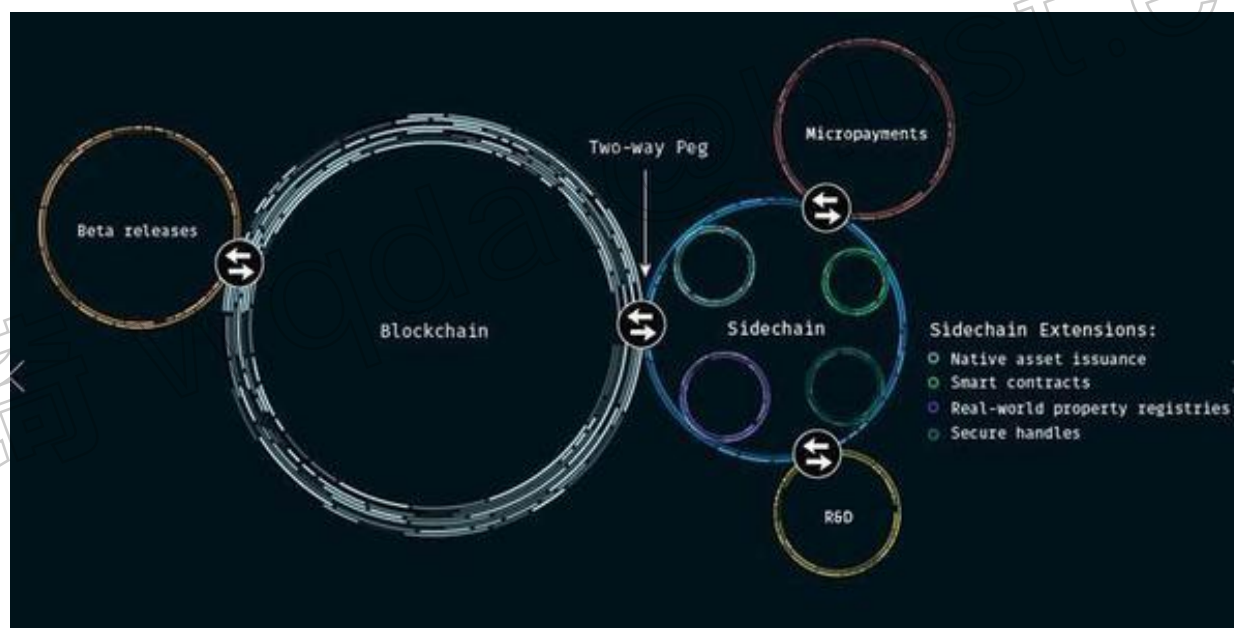 Micropayments
Two-way Peg
Beta releases
Blockchain
Sidechain
Sidechain Extensions:
Native asset issuance
Smart contracts
Real-world property registries
Secure handles
R&D